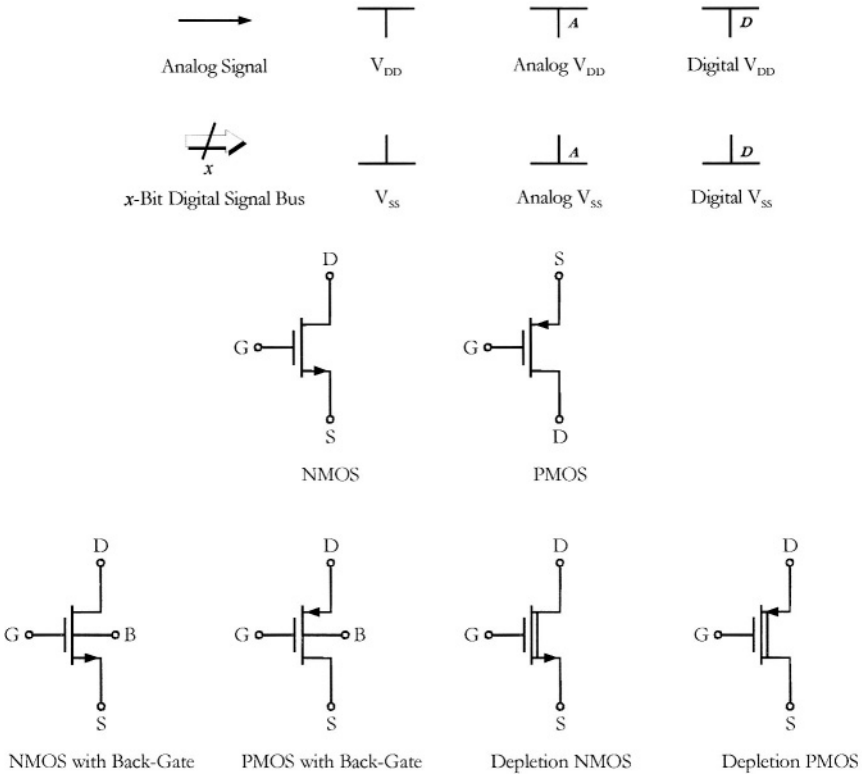 A D
Analog Signal V_DD Analog V_DD Digital V_DD
A D
x
x-Bit Digital Signal Bus V_SS Analog V_SS Digital V_SS
D S
G G
S D
NMOS PMOS
D D D D
G B G B G G
S S S S
NMOS with Back-Gate PMOS with Back-Gate Depletion NMOS Depletion PMOS